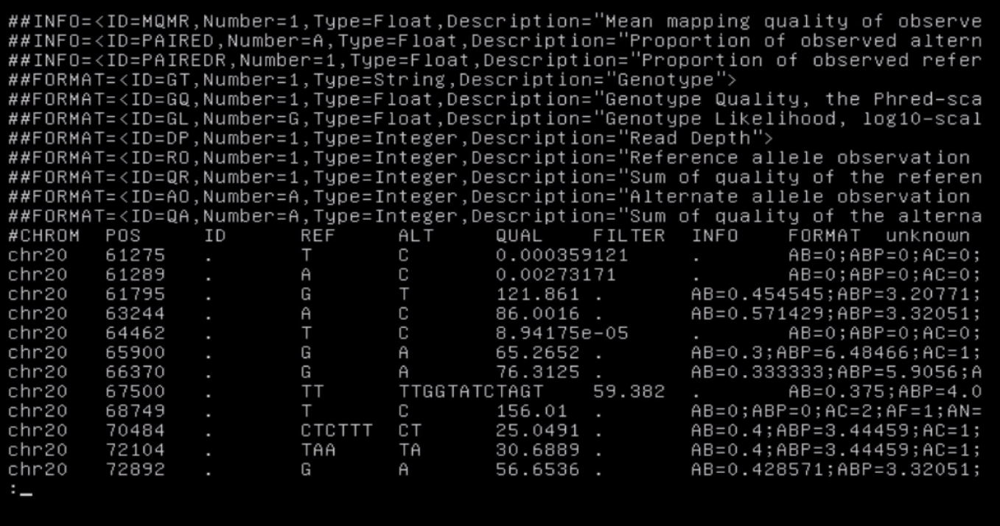 ##INFO=<ID=MQMR,Number=1,Type=Float,Description="Mean mapping quality of observe
##INFO=<ID=PAIRED,Number=A,Type=Float,Description="Proportion of observed altern
##INFO=<ID=PAIREDR,Number=1,Type=Float,Description="Proportion of observed refer
##FORMAT=<ID=GT,Number=1,Type=String,Description="Genotype">
##FORMAT=<ID=GQ,Number=1,Type=Float,Description="Genotype Quality, the Phred-sca
##FORMAT=<ID=GL,Number=G,Type=Float,Description="Genotype Likelihood, log10-scal
##FORMAT=<ID=DP,Number=1,Type=Integer,Description="Read Depth">
##FORMAT=<ID=RO,Number=1,Type=Integer,Description="Reference allele observation
##FORMAT=<ID=QR,Number=1,Type=Integer,Description="Sum of quality of the referen
##FORMAT=<ID=AO,Number=A,Type=Integer,Description="Alternate allele observation
##FORMAT=<ID=QA,Number=A,Type=Integer,Description="Sum of quality of the alterna
#CHROM  POS     ID      REF     ALT     QUAL    FILTER  INFO    FORMAT  unknown
chr20   61275   .       T       C       0.000359121     .       AB=0;ABP=0;AC=0;
chr20   61289   .       A       C       0.00273171      .       AB=0;ABP=0;AC=0;
chr20   61795   .       G       T       121.861 .       AB=0.454545;ABP=3.20771;
chr20   63244   .       A       C       86.0016 .       AB=0.571429;ABP=3.32051;
chr20   64462   .       T       C       8.94175e-05     .       AB=0;ABP=0;AC=0;
chr20   65900   .       G       A       65.2652 .       AB=0.3;ABP=6.48466;AC=1;
chr20   66370   .       G       A       76.3125 .       AB=0.333333;ABP=5.9056;A
chr20   67500   .       TT      TTGGTATCTAGT    59.382  .       AB=0.375;ABP=4.0
chr20   68749   .       T       C       156.01  .       AB=0;ABP=0;AC=2;AF=1;AN=
chr20   70484   .       CTCTTT  CT      25.0491 .       AB=0.4;ABP=3.44459;AC=1;
chr20   72104   .       TAA     TA      30.6889 .       AB=0.4;ABP=3.44459;AC=1;
chr20   72892   .       G       A       56.6536 .       AB=0.428571;ABP=3.32051;
:_